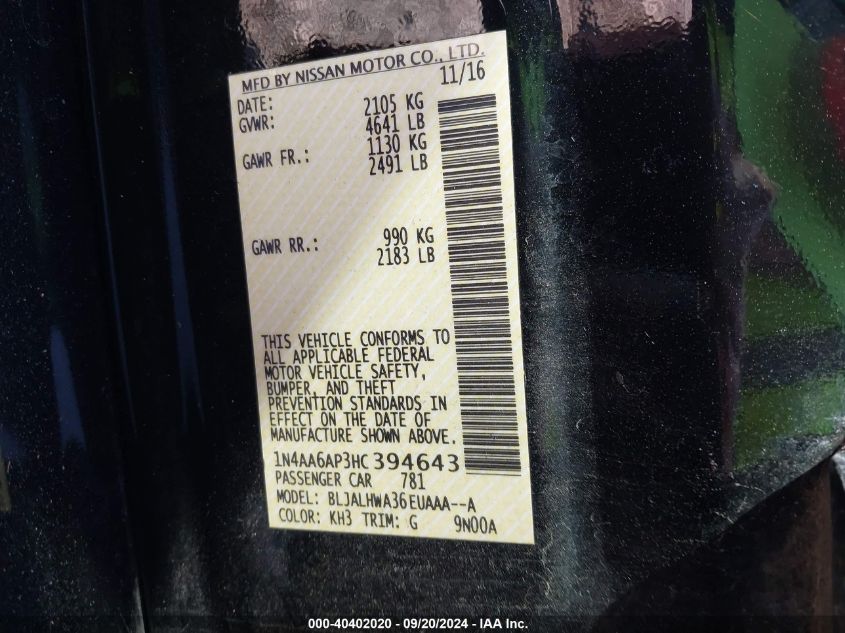 MFD BY NISSAN MOTOR CO., LTD.
DATE: 11/16
GVWR: 2105 KG
4641 LB
GAWR FR.: 1130 KG
2491 LB
GAWR RR.: 990 KG
2183 LB
THIS VEHICLE CONFORMS TO
ALL APPLICABLE FEDERAL
MOTOR VEHICLE SAFETY,
BUMPER, AND THEFT
PREVENTION STANDARDS IN
EFFECT ON THE DATE OF
MANUFACTURE SHOWN ABOVE.
1N4AA6AP3HC394643
PASSENGER CAR 781
MODEL: BLJALHWA36EUAAA--A
COLOR: KH3 TRIM: G 9N00A
000-40402020 - 09/20/2024 - IAA Inc.